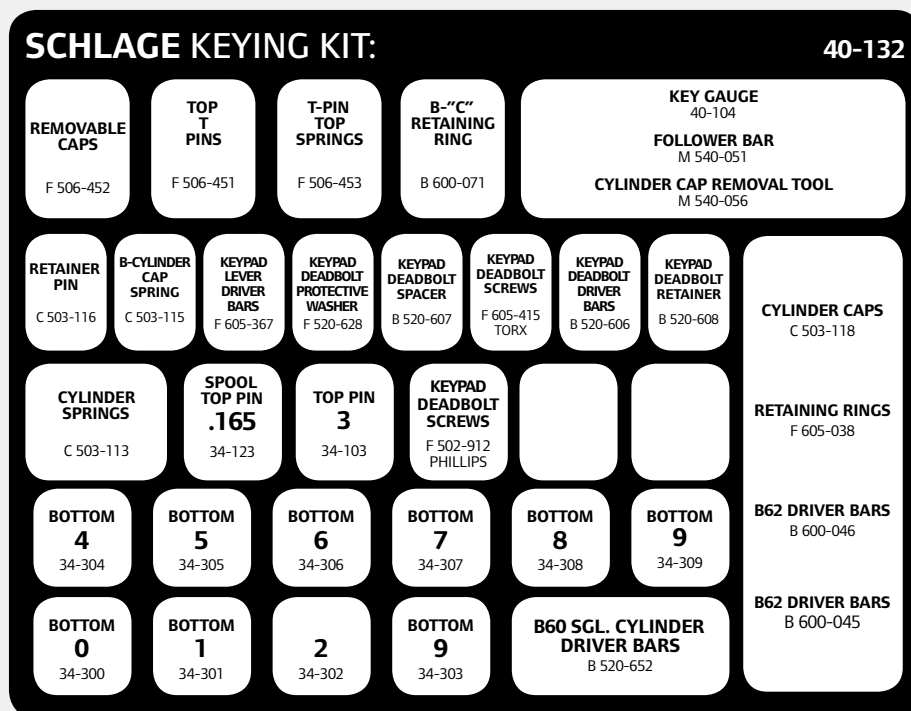 SCHLAGE KEYING KIT:
40-132
REMOVABLE
CAPS
F 506-452
TOP
T
PINS
F 506-451
T-PIN
TOP
SPRINGS
F 506-453
B-"C"
RETAINING
RING
B 600-071
KEY GAUGE
40-104
FOLLOWER BAR
M 540-051
CYLINDER CAP REMOVAL TOOL
M 540-056
RETAINER
PIN
C 503-116
B-CYLINDER
CAP
SPRING
C 503-115
KEYPAD
LEVER
DRIVER
BARS
F 605-367
KEYPAD
DEADBOLT
PROTECTIVE
WASHER
F 520-628
KEYPAD
DEADBOLT
SPACER
B 520-607
KEYPAD
DEADBOLT
SCREWS
F 605-415
TORX
KEYPAD
DEADBOLT
DRIVER
BARS
B 520-606
KEYPAD
DEADBOLT
RETAINER
B 520-608
CYLINDER CAPS
C 503-118
RETAINING RINGS
F 605-038
B62 DRIVER BARS
B 600-046
B62 DRIVER BARS
B 600-045
CYLINDER
SPRINGS
C 503-113
SPOOL
TOP PIN
.165
34-123
TOP PIN
3
34-103
KEYPAD
DEADBOLT
SCREWS
F 502-912
PHILLIPS
BOTTOM
4
34-304
BOTTOM
5
34-305
BOTTOM
6
34-306
BOTTOM
7
34-307
BOTTOM
8
34-308
BOTTOM
9
34-309
BOTTOM
0
34-300
BOTTOM
1
34-301
2
34-302
BOTTOM
9
34-303
B60 SGL. CYLINDER
DRIVER BARS
B 520-652